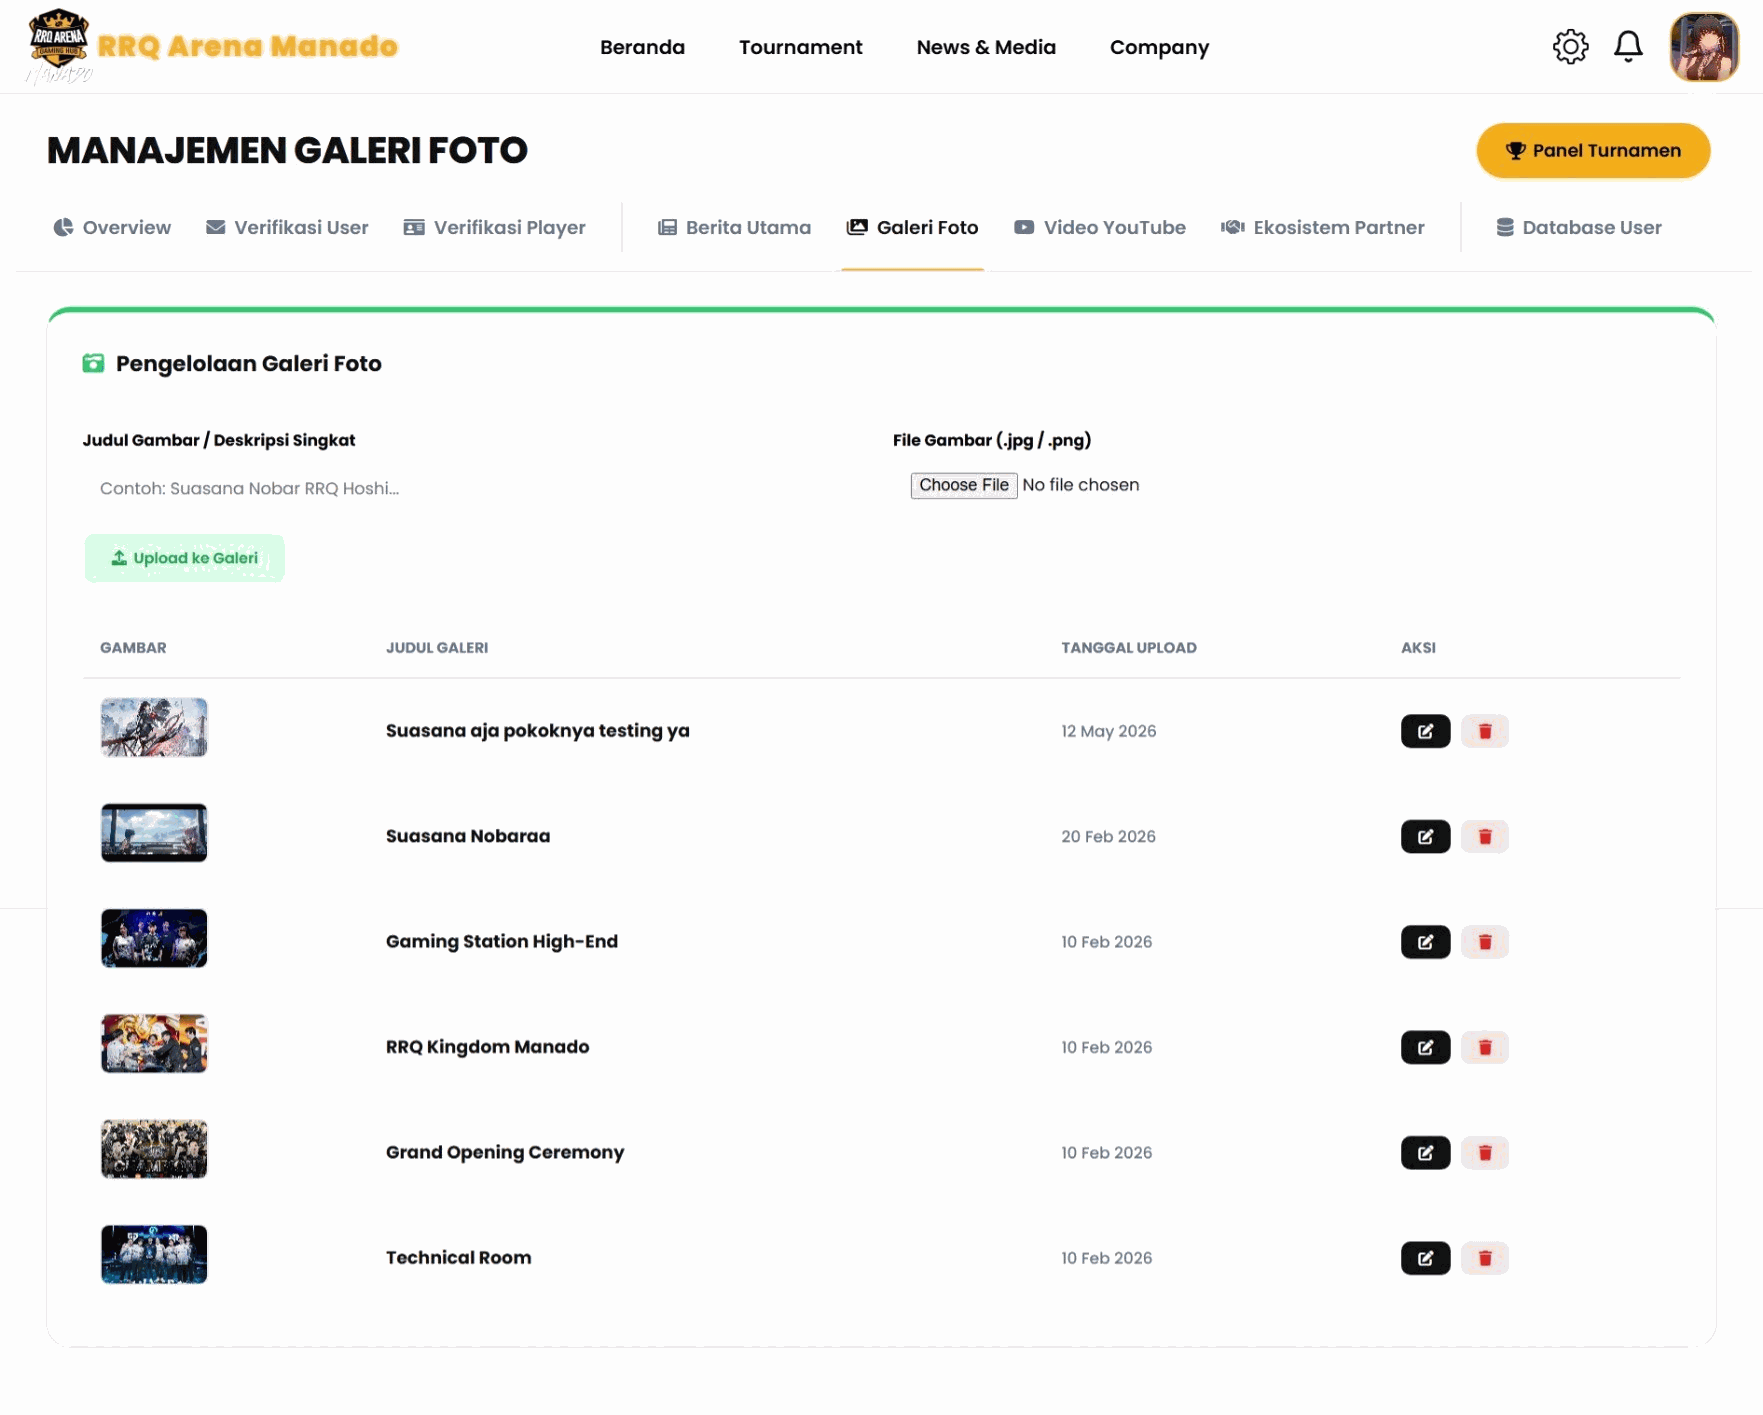 RRQ ARENA
GAMING HUB
MANADO
RRQ Arena Manado
Beranda
Tournament
News & Media
Company
MANAJEMEN GALERI FOTO
Panel Turnamen
Overview
Verifikasi User
Verifikasi Player
Berita Utama
Galeri Foto
Video YouTube
Ekosistem Partner
Database User
Pengelolaan Galeri Foto
Judul Gambar / Deskripsi Singkat
File Gambar (.jpg / .png)
Contoh: Suasana Nobar RRQ Hoshi...
Choose File No file chosen
Upload ke Galeri
GAMBAR JUDUL GALERI TANGGAL UPLOAD AKSI
Suasana aja pokoknya testing ya 12 May 2026
Suasana Nobaraa 20 Feb 2026
Gaming Station High-End 10 Feb 2026
RRQ Kingdom Manado 10 Feb 2026
Grand Opening Ceremony 10 Feb 2026
Technical Room 10 Feb 2026